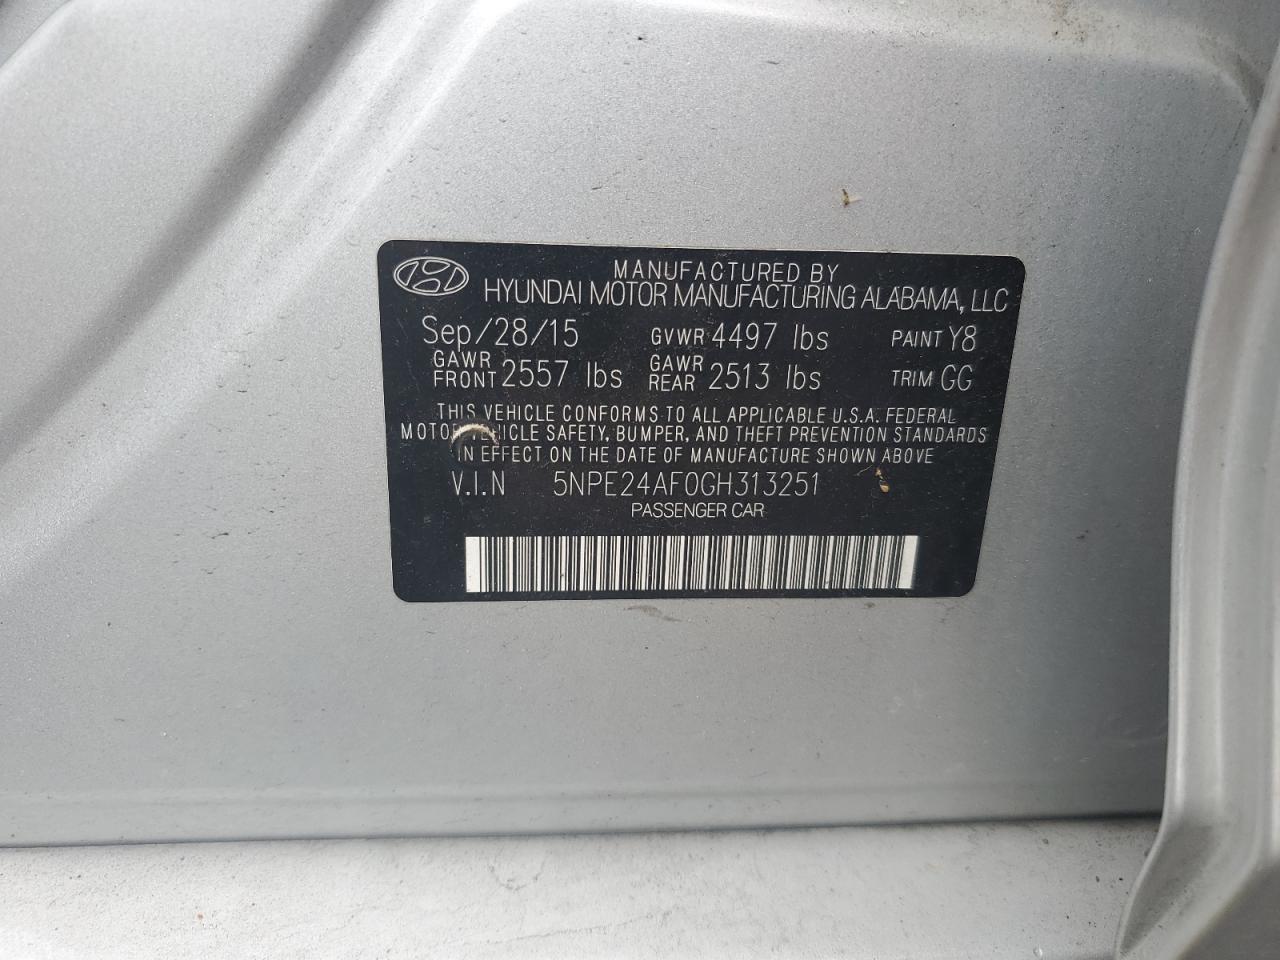 MANUFACTURED BY
HYUNDAI MOTOR MANUFACTURING ALABAMA, LLC
Sep/28/15 GVWR 4497 lbs PAINT Y8
GAWR FRONT 2557 lbs GAWR REAR 2513 lbs TRIM GG
THIS VEHICLE CONFORMS TO ALL APPLICABLE U.S.A. FEDERAL
MOTOR VEHICLE SAFETY, BUMPER, AND THEFT PREVENTION STANDARDS
IN EFFECT ON THE DATE OF MANUFACTURE SHOWN ABOVE
V.I.N 5NPE24AF0GH313251
PASSENGER CAR